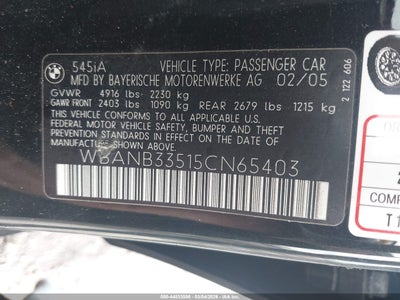 545iA VEHICLE TYPE: PASSENGER CAR
MFD BY BAYERISCHE MOTORENWERKE AG 02/05
GVWR 4916 lbs 2230 kg
GAWR FRONT 2403 lbs 1090 kg REAR 2679 lbs 1215 kg
THIS VEHICLE CONFORMS TO ALL APPLICABLE
FEDERAL MOTOR VEHICLE SAFETY, BUMPER, AND
THEFT PREVENTION STANDARDS IN EFFECT ON THE DATE
OF MANUFACTURE SHOWN ABOVE.
WBANB33515CN65403
2 122 606
COMP
T 1